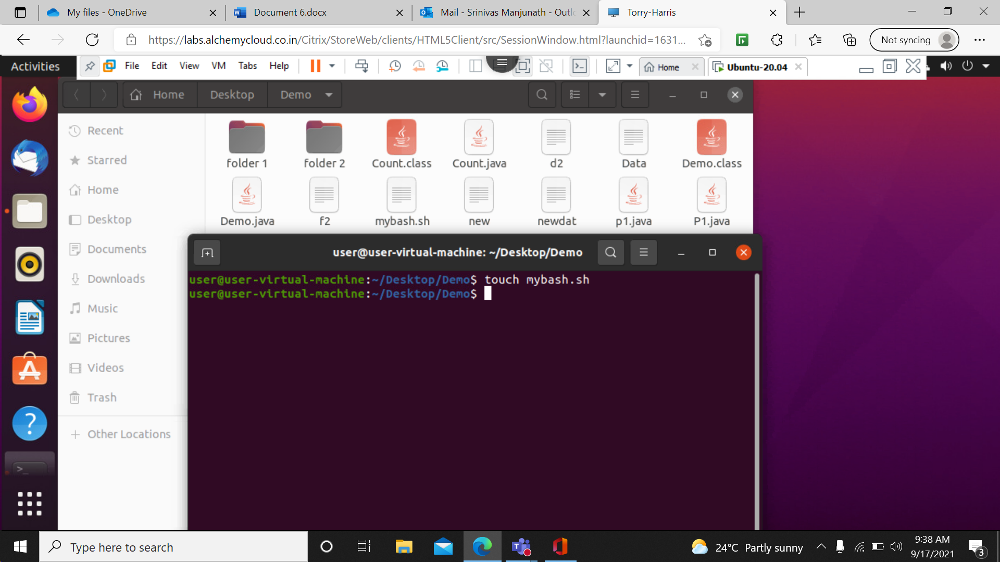 My files - OneDrive
Document 6.docx
Mail - Srinivas Manjunath - Outlo
Torry-Harris
https://labs.alchemycloud.co.in/Citrix/StoreWeb/clients/HTML5Client/src/SessionWindow.html?launchid=1631...
Not syncing
Activities
File Edit View VM Tabs Help
Home
Ubuntu-20.04
Home Desktop Demo
Recent
Starred
Home
Desktop
Documents
Downloads
Music
Pictures
Videos
Trash
Other Locations
folder 1 folder 2 Count.class Count.java d2 Data Demo.class
Demo.java f2 mybash.sh new newdat p1.java P1.java
user@user-virtual-machine: ~/Desktop/Demo
user@user-virtual-machine:~/Desktop/Demo$ touch mybash.sh
user@user-virtual-machine:~/Desktop/Demo$
Type here to search
24°C Partly sunny
9:38 AM
9/17/2021
3